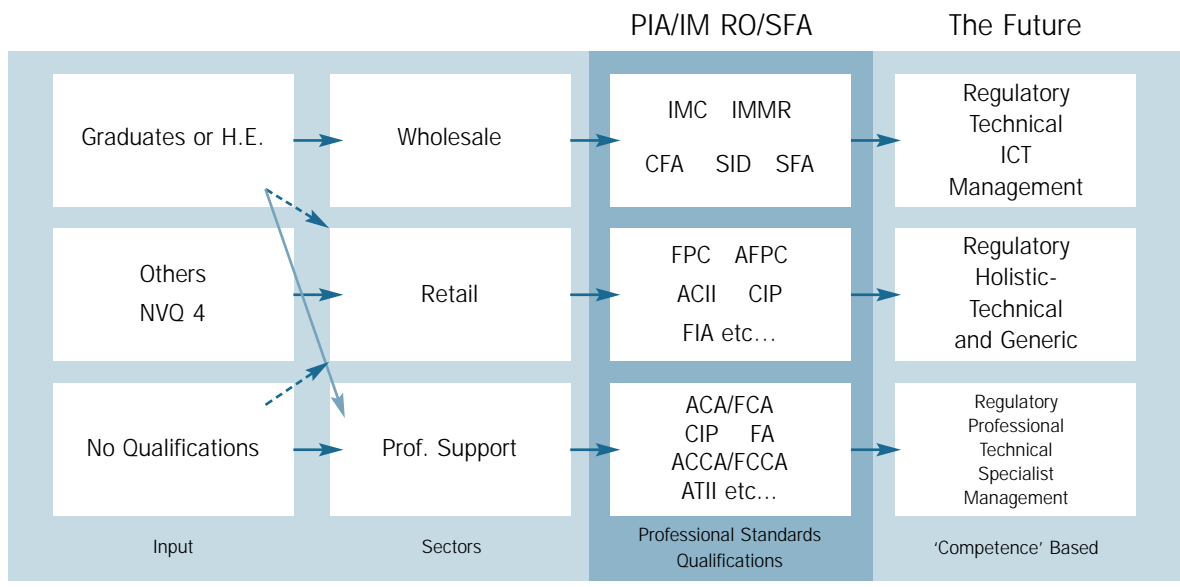 PIA/IM RO/SFA
The Future
Graduates or H.E.
Wholesale
IMC IMMR
CFA SID SFA
Regulatory
Technical
ICT
Management
Others
NVQ 4
Retail
FPC AFPC
ACII CIP
FIA etc...
Regulatory
Holistic-
Technical
and Generic
No Qualifications
Prof. Support
ACA/FCA
CIP FA
ACCA/FCCA
ATII etc...
Regulatory
Professional
Technical
Specialist
Management
Input
Sectors
Professional Standards
Qualifications
‘Competence’ Based